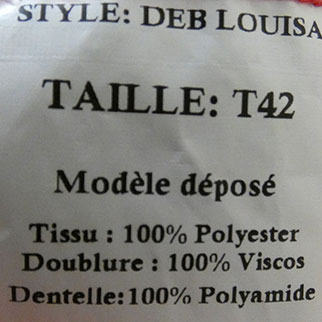 STYLE: DEB LOUISA
TAILLE: T42
Modèle déposé
Tissu : 100% Polyester
Doublure : 100% Viscos
Dentelle:100% Polyamide